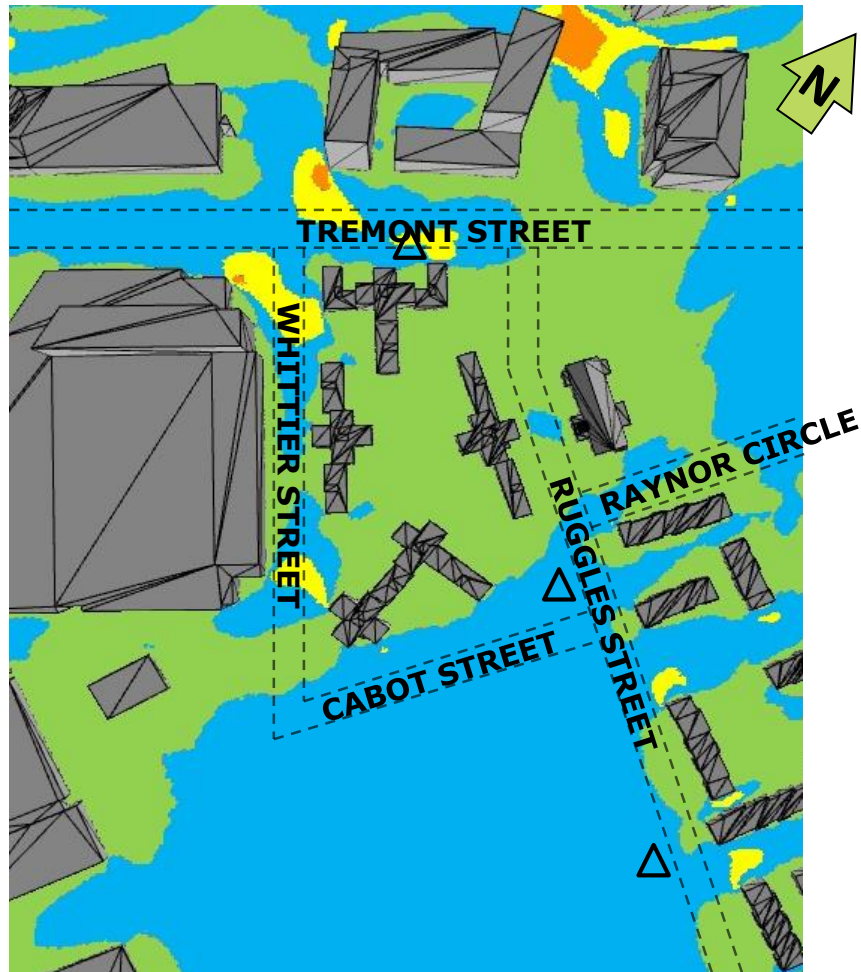 N
TREMONT STREET
WHITTIER STREET
RAYNOR CIRCLE
RUGGLES STREET
CABOT STREET